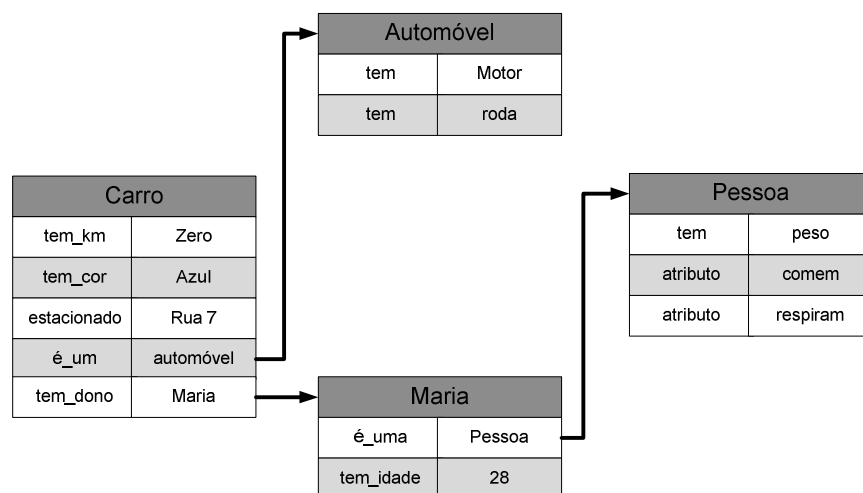 Automóvel
tem Motor
tem roda
Carro
tem_km Zero
tem_cor Azul
estacionado Rua 7
é_um automóvel
tem_dono Maria
Maria
é_uma Pessoa
tem_idade 28
Pessoa
tem peso
atributo comem
atributo respiram